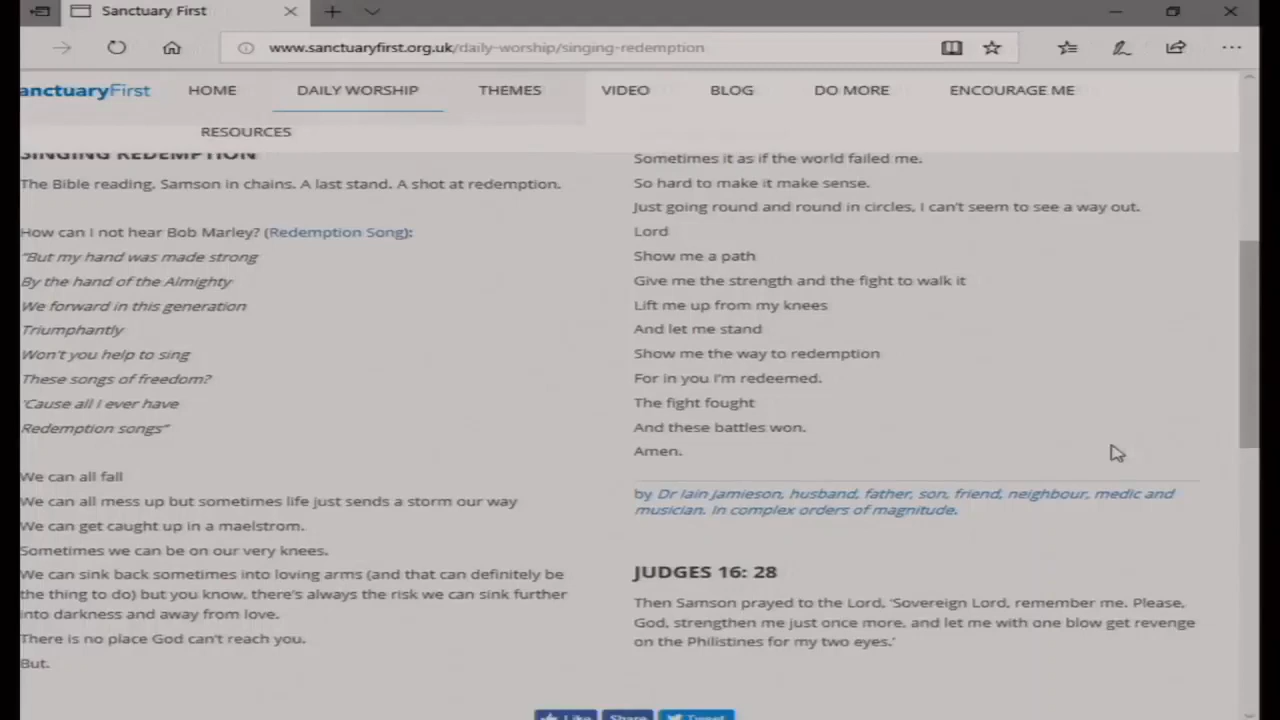 Sanctuary First
www.sanctuaryfirst.org.uk/daily-worship/singing-redemption
anctuaryFirst
HOME
DAILY WORSHIP
THEMES
VIDEO
BLOG
DO MORE
ENCOURAGE ME
RESOURCES
SINGING REDEMPTION
The Bible reading, Samson in chains. A last stand. A shot at redemption.
How can I not hear Bob Marley? (Redemption Song):
“But my hand was made strong
By the hand of the Almighty
We forward in this generation
Triumphantly
Won't you help to sing
These songs of freedom?
'Cause all I ever have
Redemption songs”
We can all fall
We can all mess up but sometimes life just sends a storm our way
We can get caught up in a maelstrom.
Sometimes we can be on our very knees.
We can sink back sometimes into loving arms (and that can definitely be
the thing to do) but you know, there's always the risk we can sink further
into darkness and away from love.
There is no place God can't reach you.
But.
Sometimes it as if the world failed me.
So hard to make it make sense.
Just going round and round in circles, I can't seem to see a way out.
Lord
Show me a path
Give me the strength and the fight to walk it
Lift me up from my knees
And let me stand
Show me the way to redemption
For in you I'm redeemed.
The fight fought
And these battles won.
Amen.
by Dr Iain Jamieson, husband, father, son, friend, neighbour, medic and
musician. In complex orders of magnitude.
JUDGES 16: 28
Then Samson prayed to the Lord, ‘Sovereign Lord, remember me. Please,
God, strengthen me just once more, and let me with one blow get revenge
on the Philistines for my two eyes.’
Like
Share
Tweet